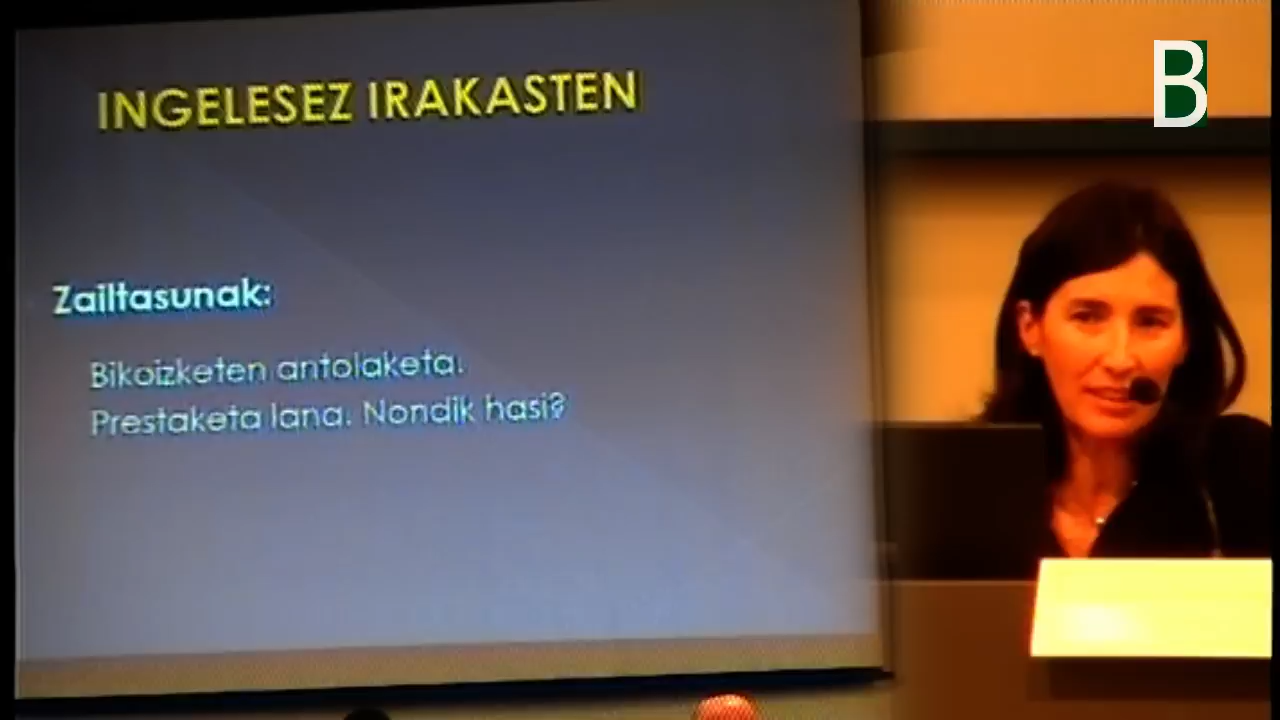 INGELESEZ IRAKASTEN
Zailtasunak:
Bikoizketen antolaketa.
Prestaketa lana. Nondik hasi?
B